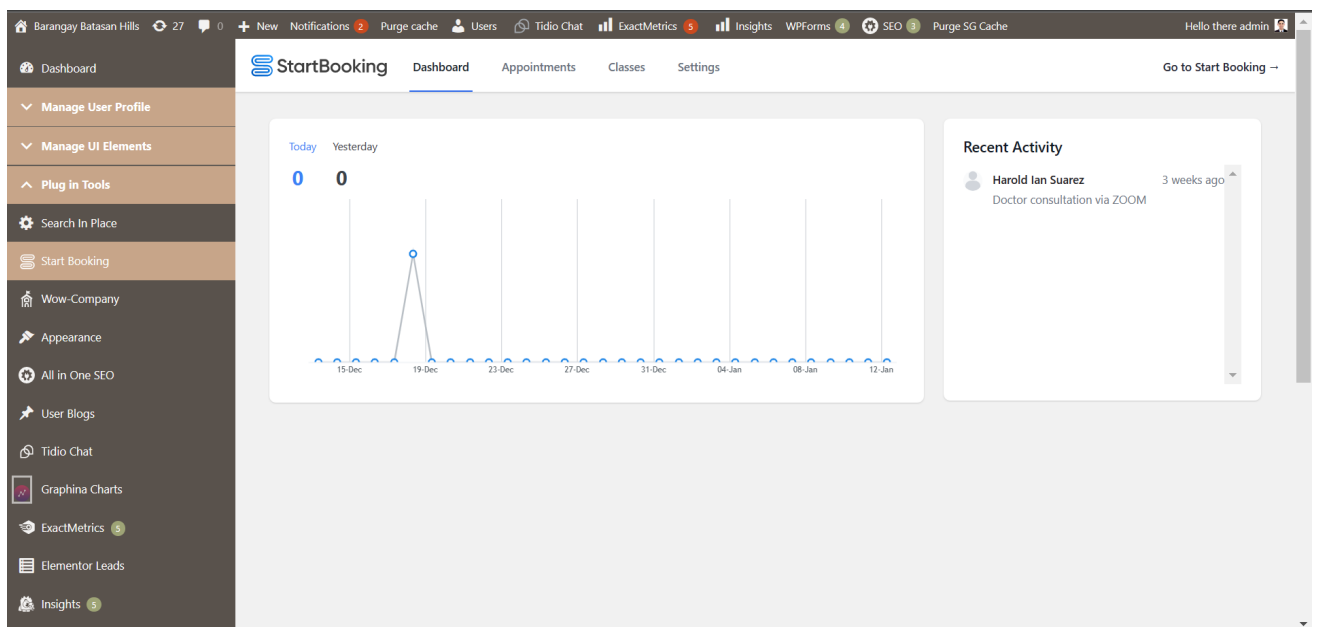 Barangay Batasan Hills 27 0 New Notifications 2 Purge cache Users Tidio Chat ExactMetrics 5 Insights WPForms 4 SEO 3 Purge SG Cache Hello there admin
Dashboard
Manage User Profile
Manage UI Elements
Plug in Tools
Search In Place
Start Booking
Wow-Company
Appearance
All in One SEO
User Blogs
Tidio Chat
Graphina Charts
ExactMetrics 5
Elementor Leads
Insights 5
StartBooking Dashboard Appointments Classes Settings Go to Start Booking →
Today Yesterday
0 0
15-Dec 19-Dec 23-Dec 27-Dec 31-Dec 04-Jan 08-Jan 12-Jan
Recent Activity
Harold Ian Suarez 3 weeks ago
Doctor consultation via ZOOM